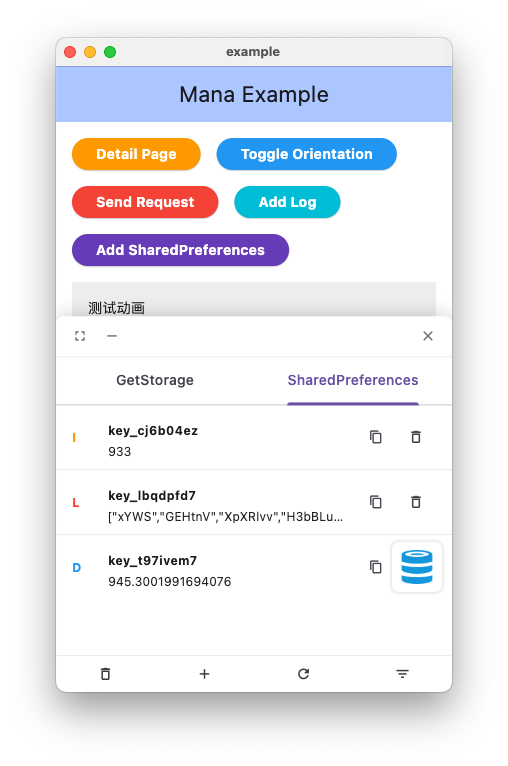 example
Mana Example
Detail Page
Toggle Orientation
Send Request
Add Log
Add SharedPreferences
测试动画
GetStorage
SharedPreferences
I
key_cj6b04ez
933
L
key_lbqdpfd7
["xYWS","GEHtnV","XpXRlvv","H3bBLu...
D
key_t97ivem7
945.3001991694076